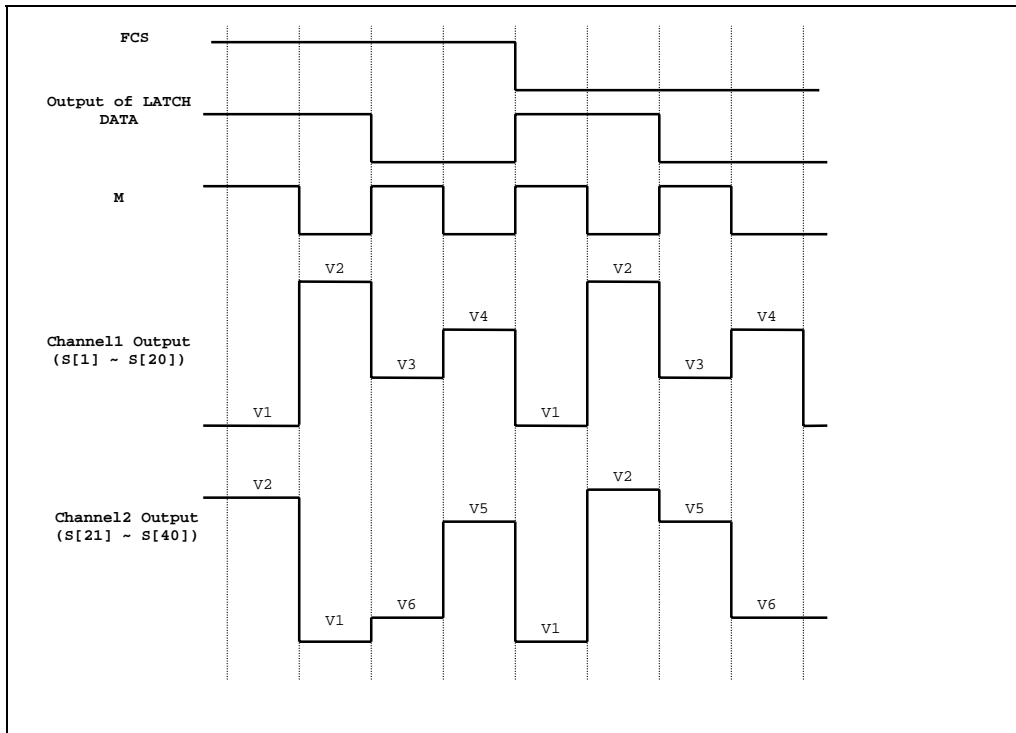 FCS
Output of LATCH
DATA
M
V2
V2
V4
V4
Channel1 Output
(S[1] ~ S[20])
V3
V3
V1
V1
V2
V2
Channel2 Output
(S[21] ~ S[40])
V5
V5
V6
V6
V1
V1